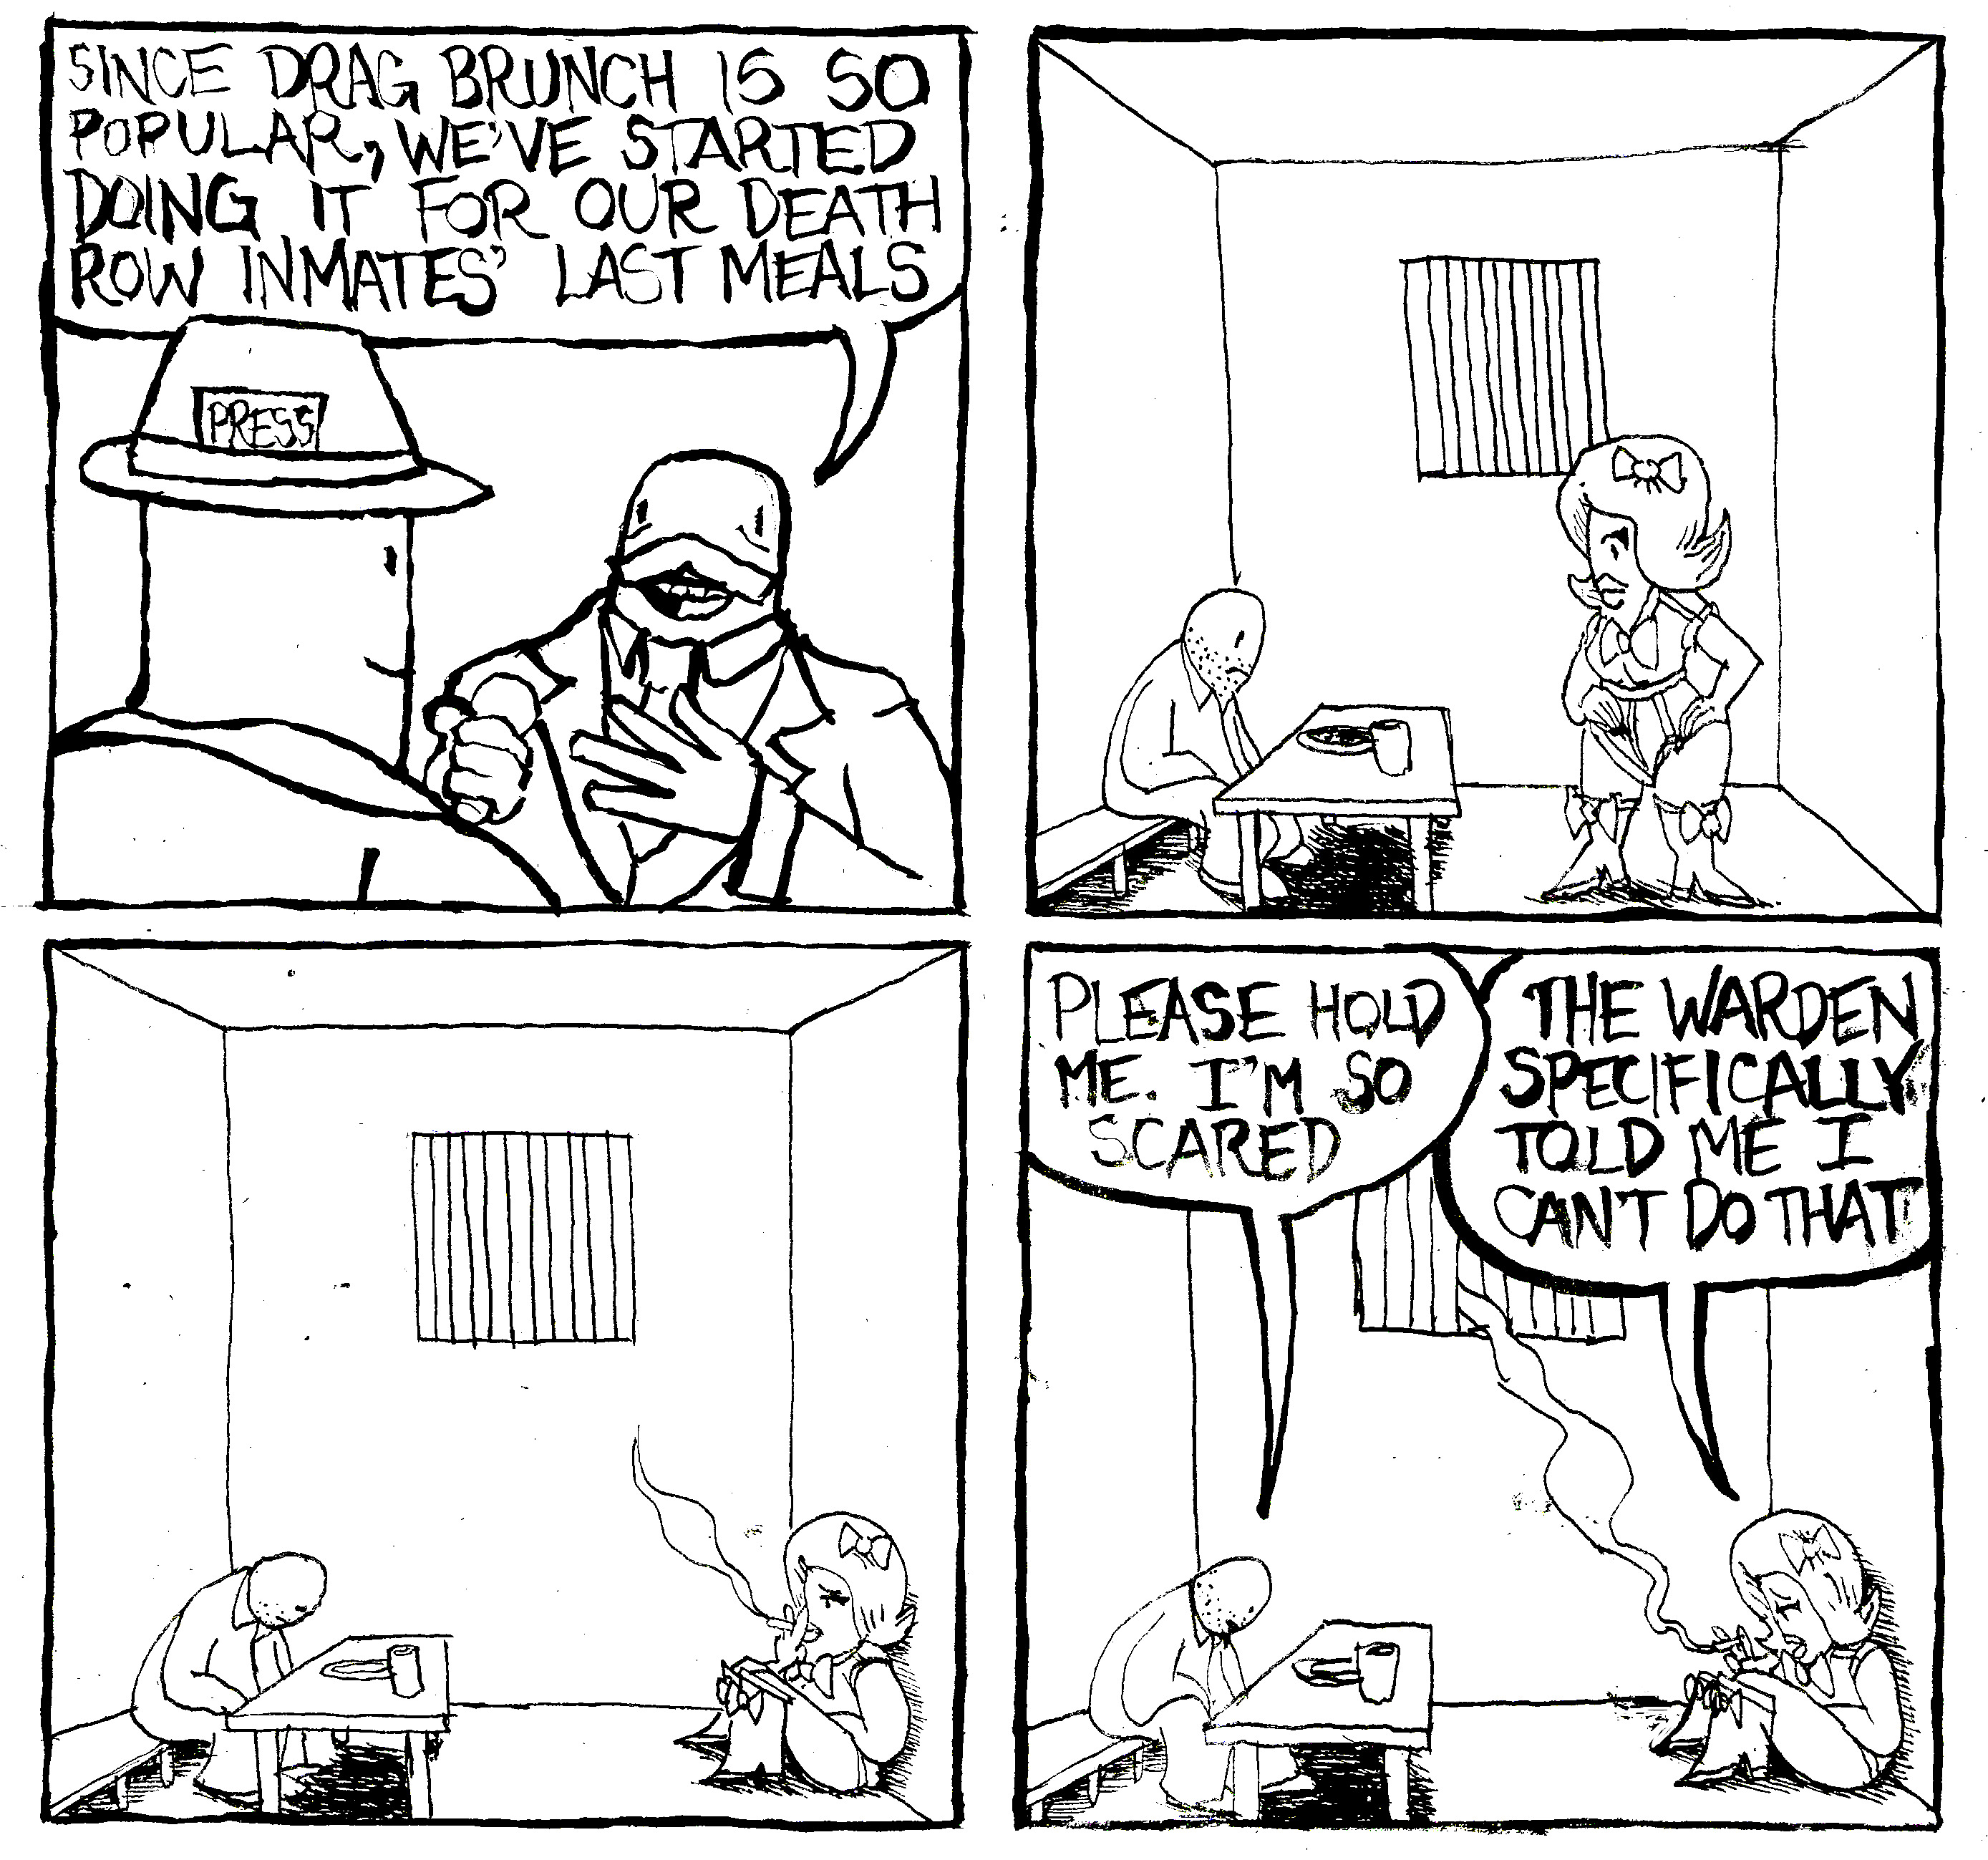 SINCE DRAG BRUNCH IS SO
POPULAR, WE'VE STARTED
DOING IT FOR OUR DEATH
ROW INMATES' LAST MEALS
PRESS
PLEASE HOLD
ME. I'M SO
SCARED
THE WARDEN
SPECIFICALLY
TOLD ME I
CAN'T DO THAT